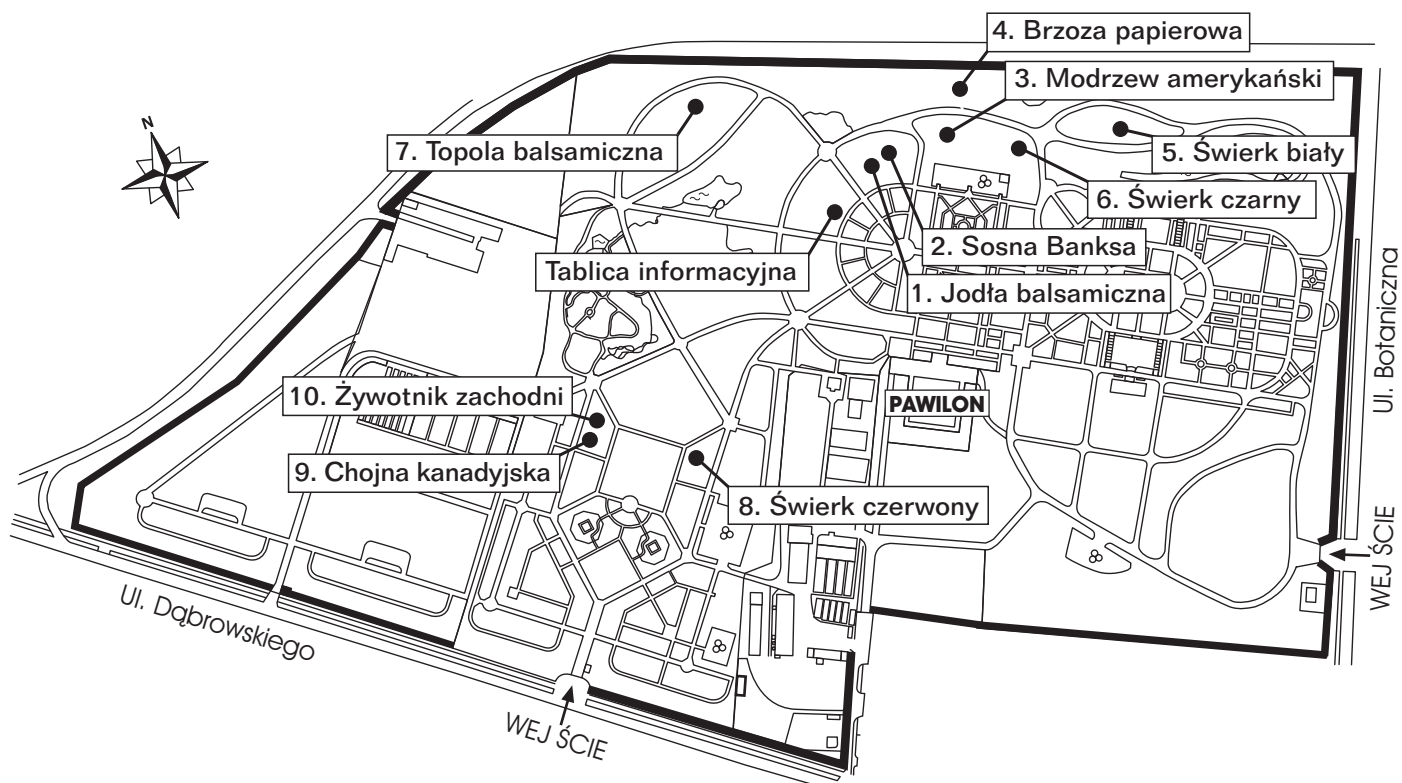 4. Brzoza papierowa
3. Modrzew amerykański
N
7. Topola balsamiczna
5. Świerk biały
6. Świerk czarny
2. Sosna Banksa
Tablica informacyjna
1. Jodła balsamiczna
Ul. Botaniczna
10. Żywotnik zachodni
PAWILON
9. Chojna kanadyjska
8. Świerk czerwony
WEJ ŚCIE
Ul. Dąbrowskiego
WEJ ŚCIE